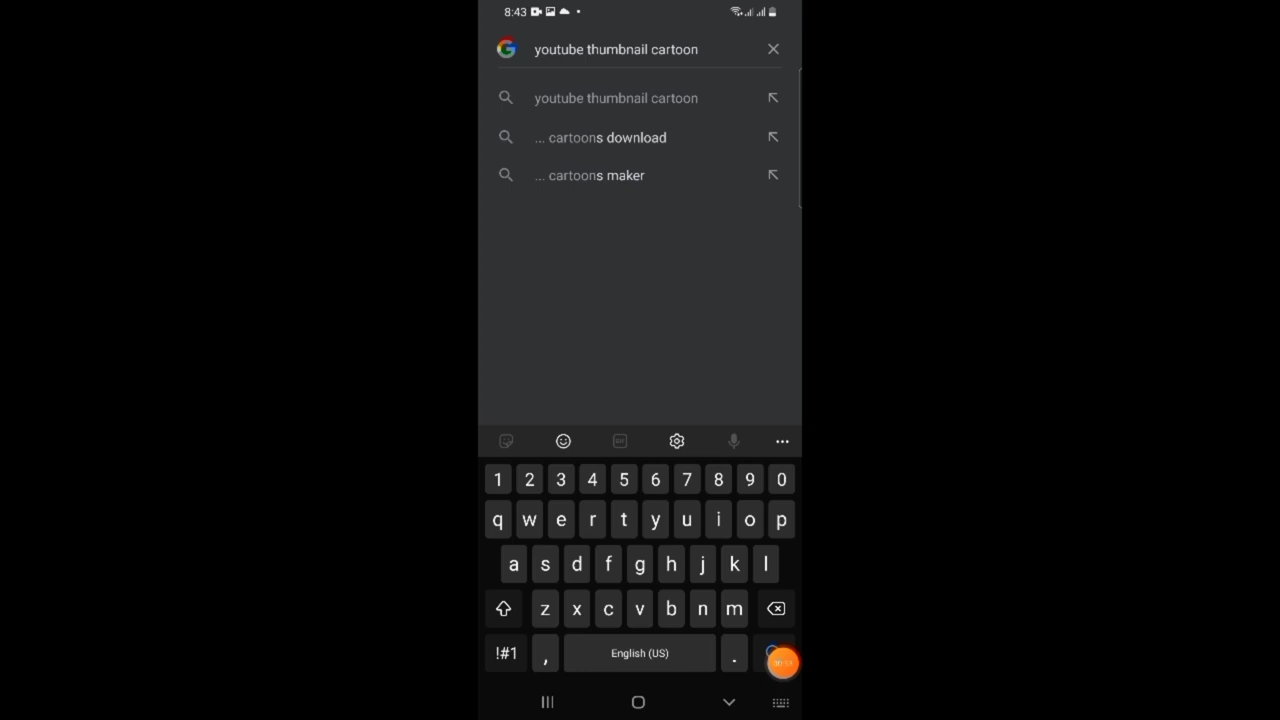 8:43
youtube thumbnail cartoon
youtube thumbnail cartoon
... cartoons download
... cartoons maker
GIF
1 2 3 4 5 6 7 8 9 0
q w e r t y u i o p
a s d f g h j k l
z x c v b n m
!#1 , English (US) .